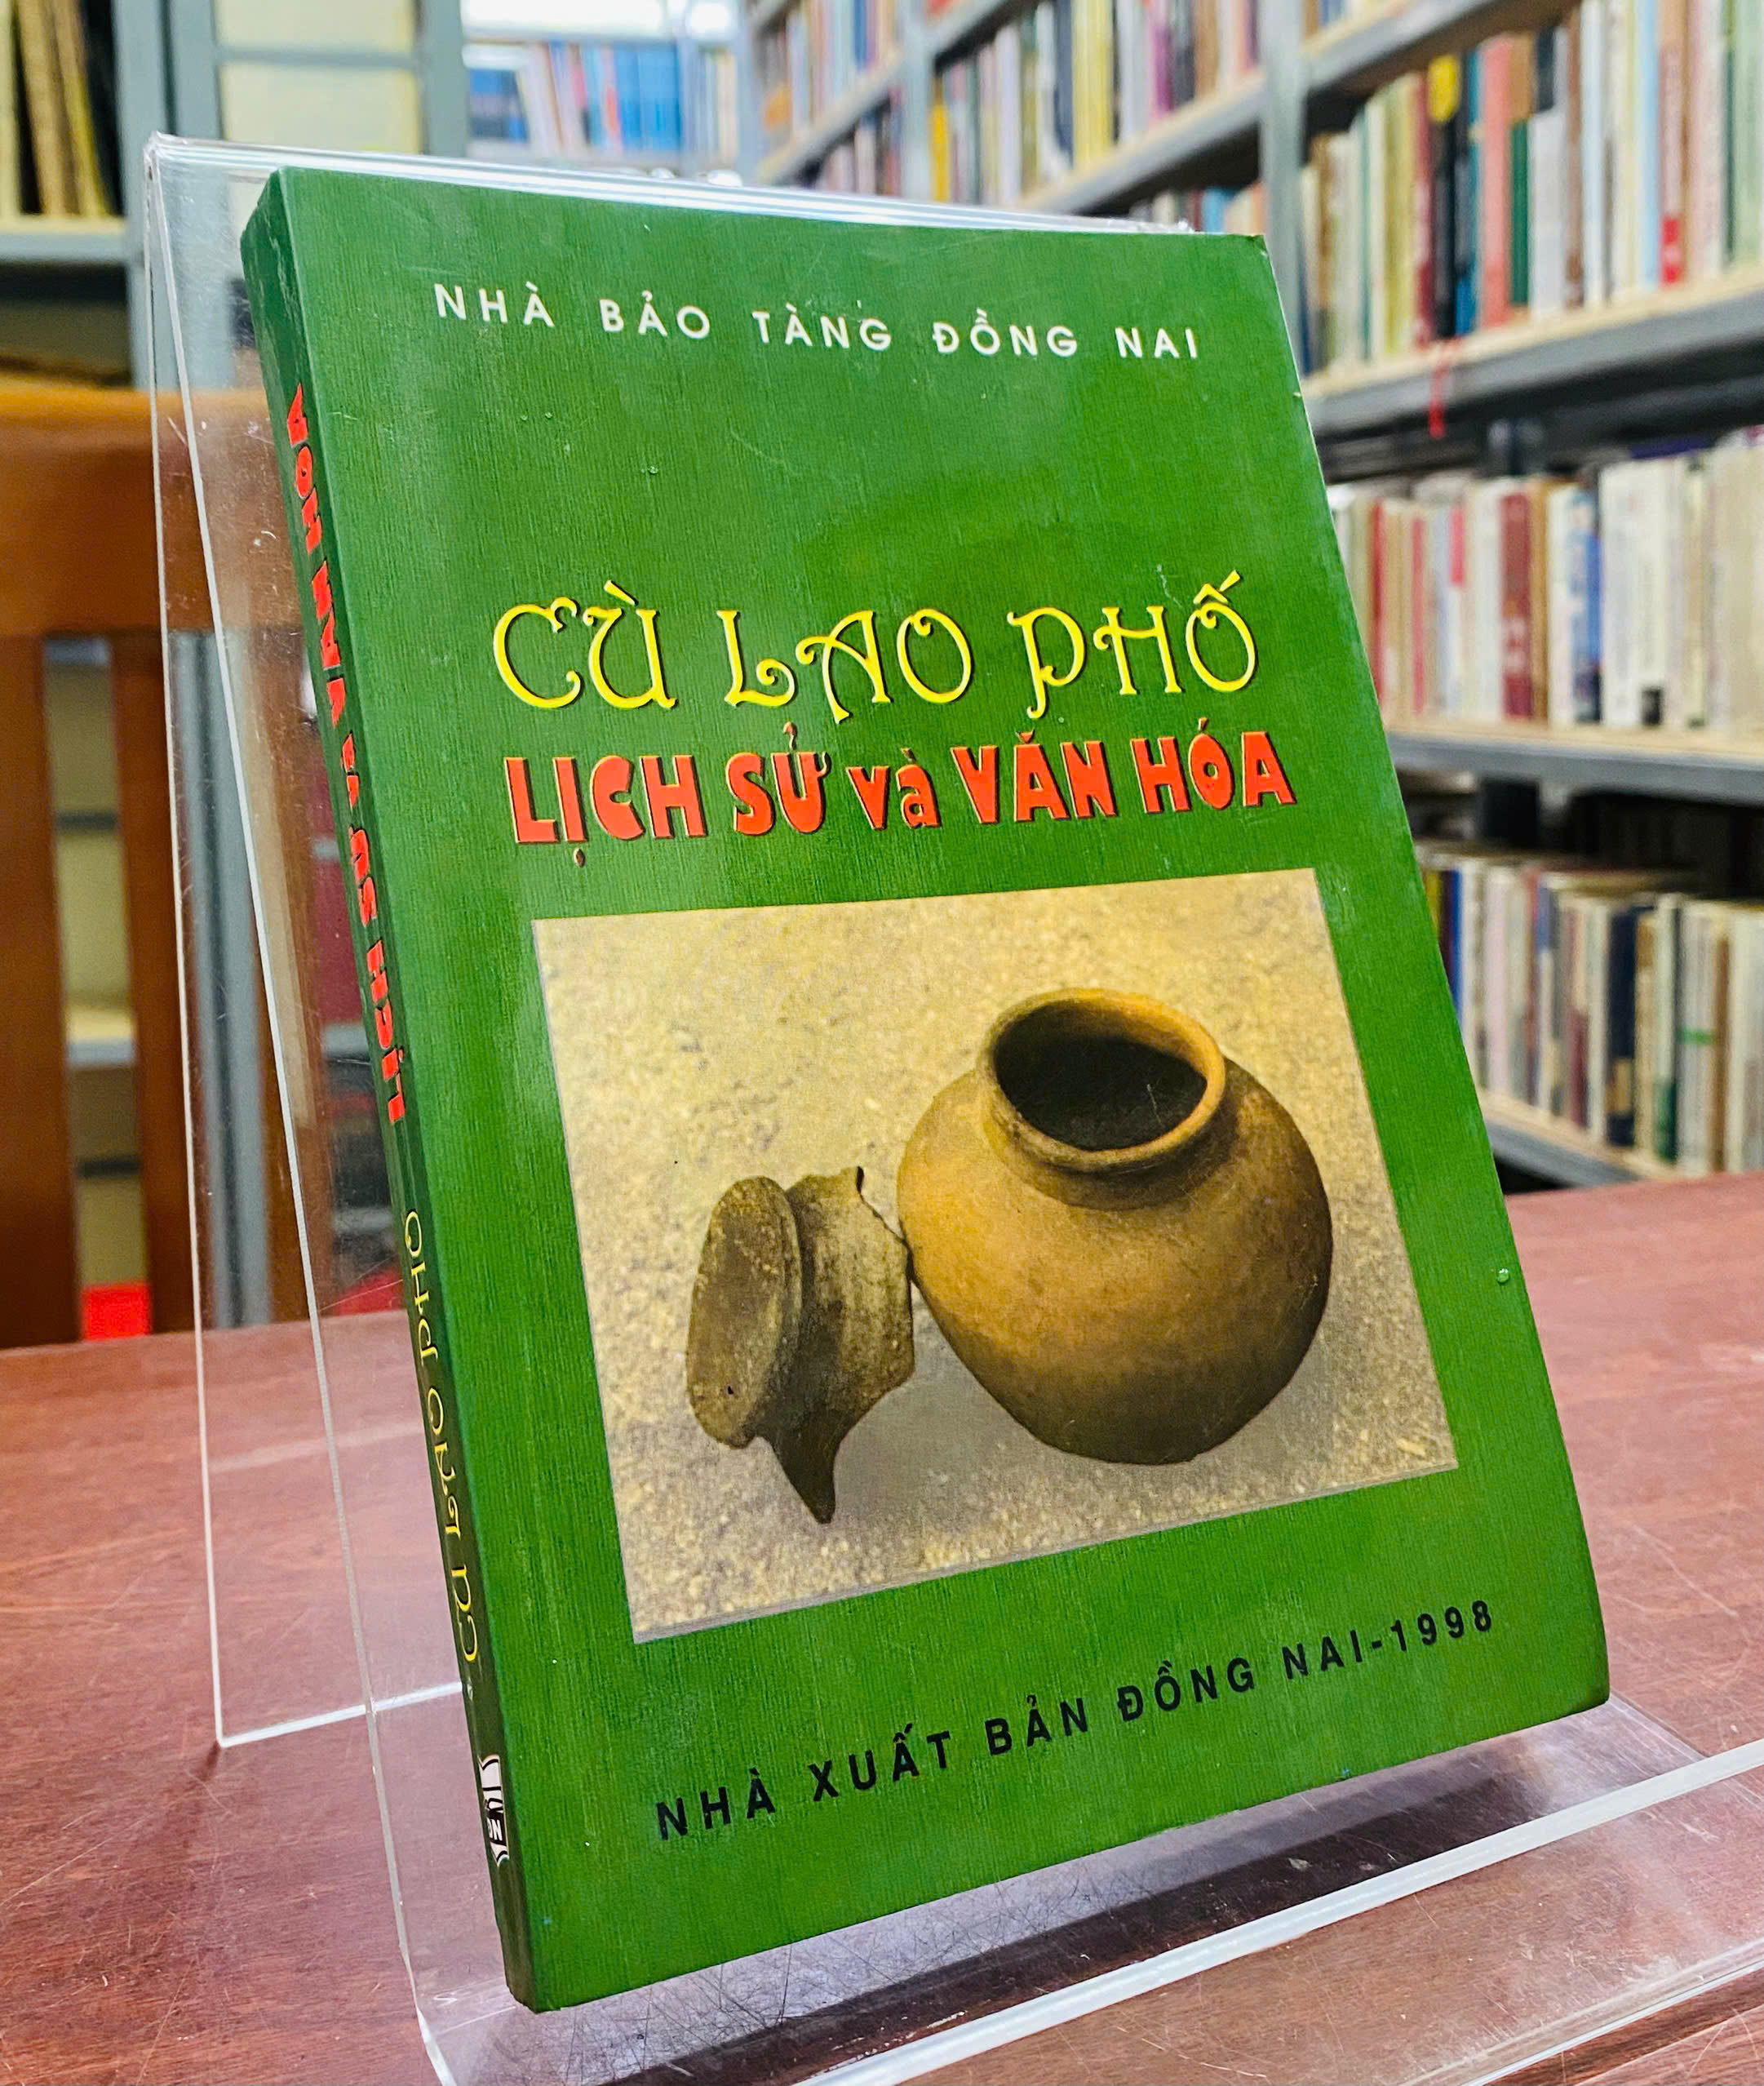 NHÀ BẢO TÀNG ĐỒNG NAI
CÙ LAO PHỐ
LỊCH SỬ và VĂN HÓA
NHÀ XUẤT BẢN ĐỒNG NAI-1998
CÙ LAO PHỐ LỊCH SỬ và VĂN HÓA
ĐN